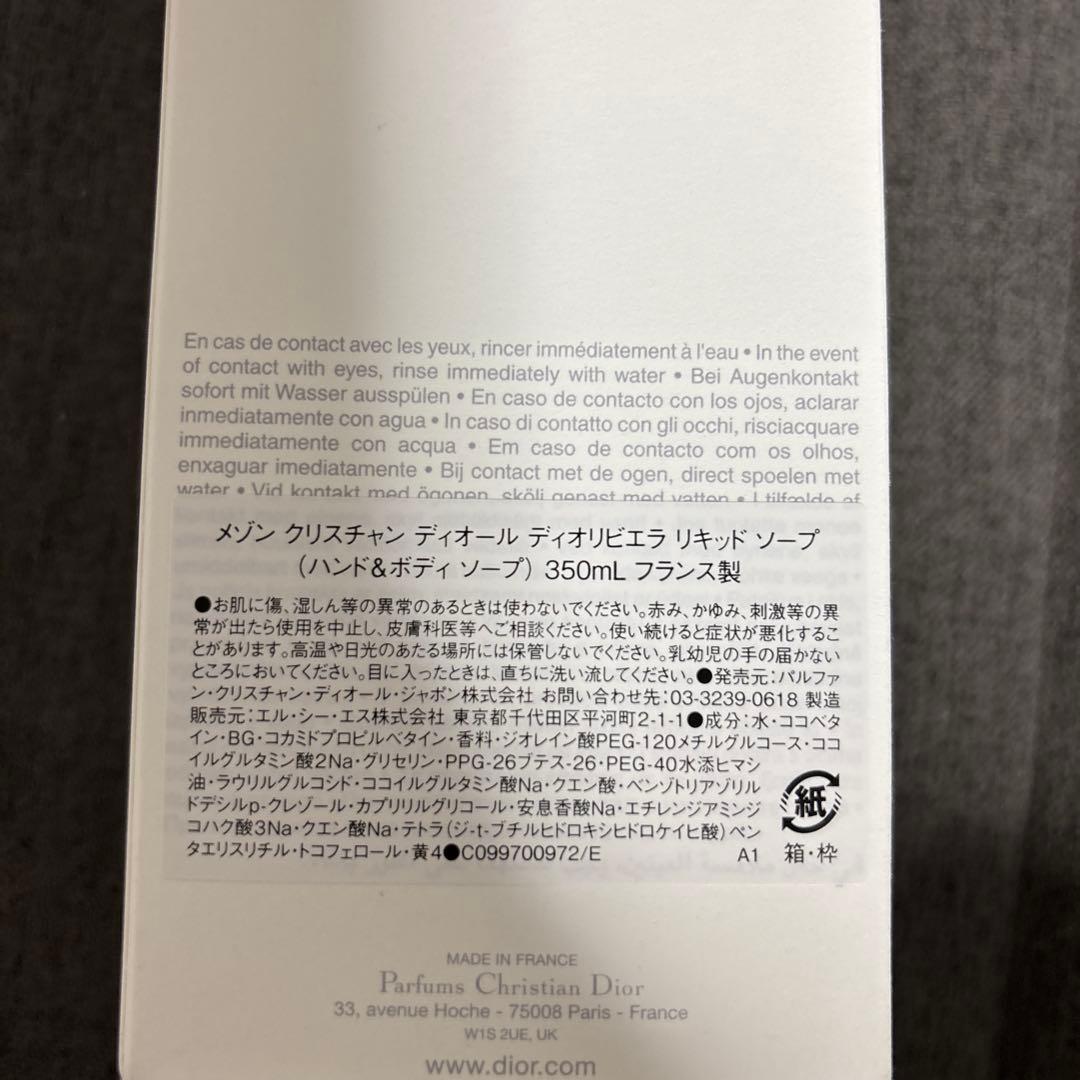 En cas de contact avec les yeux, rincer immédiatement à l'eau • In the event
of contact with eyes, rinse immediately with water • Bei Augenkontakt
sofort mit Wasser ausspülen • En caso de contacto con los ojos, aclarar
inmediatamente con agua • In caso di contatto con gli occhi, risciacquare
immediatamente con acqua • Em caso de contacto com os olhos,
enxaguar imediatamente • Bij contact met de ogen, direct spoelen met
water • Vid kontakt med ögonen, skölj genast med vatten • I tilfælde af
メゾン クリスチャン ディオール ディオリビエラ リキッド ソープ
（ハンド&ボディ ソープ） 350mL フランス製
●お肌に傷、湿しん等の異常のあるときは使わないでください。赤み、かゆみ、刺激等の異
常が出たら使用を中止し、皮膚科医等へご相談ください。使い続けると症状が悪化するこ
とがあります。高温や日光のあたる場所には保管しないでください。乳幼児の手の届かない
ところにおいてください。目に入ったときは、直ちに洗い流してください。●発売元：パルファ
ン・クリスチャン・ディオール・ジャポン株式会社 お問い合わせ先：03-3239-0618 製造
販売元：エル・シー・エス株式会社 東京都千代田区平河町2-1-1●成分：水・ココベタ
イン・BG・コカミドプロピルベタイン・香料・ジオレイン酸PEG-120メチルグルコース・ココ
イルグルタミン酸2Na・グリセリン・PPG-26ブテス-26・PEG-40水添ヒマシ
油・ラウリルグルコシド・ココイルグルタミン酸Na・クエン酸・ベンゾトリアゾリル
ドデシルp-クレゾール・カプリリルグリコール・安息香酸Na・エチレンジアミンジ
コハク酸3Na・クエン酸Na・テトラ（ジ-t-ブチルヒドロキシヒドロケイヒ酸）ペン
タエリスリチル・トコフェロール・黄4●C099700972/E A1
紙
箱・枠
MADE IN FRANCE
Parfums Christian Dior
33, avenue Hoche - 75008 Paris - France
W1S 2UE, UK
www.dior.com